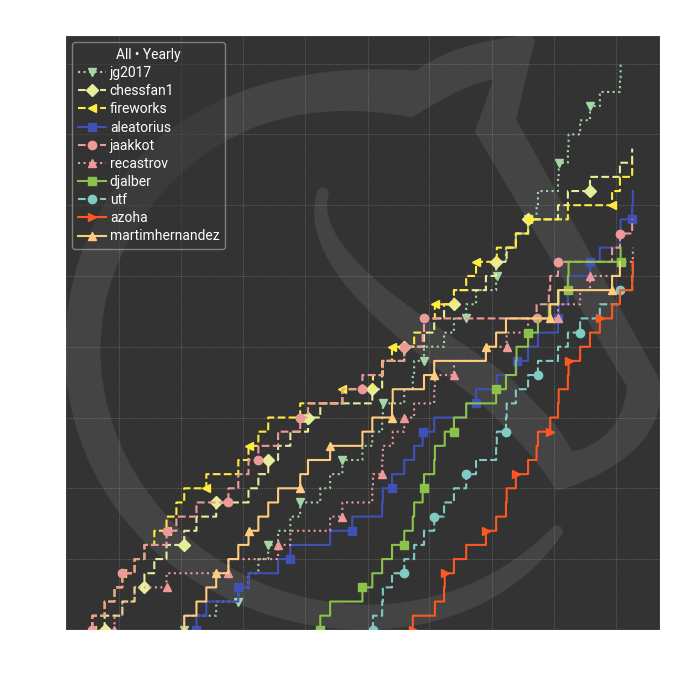 All • Yearly
jg2017
chessfan1
fireworks
aleatorius
jaakkot
recastrov
djalber
utf
azoha
martimhernandez